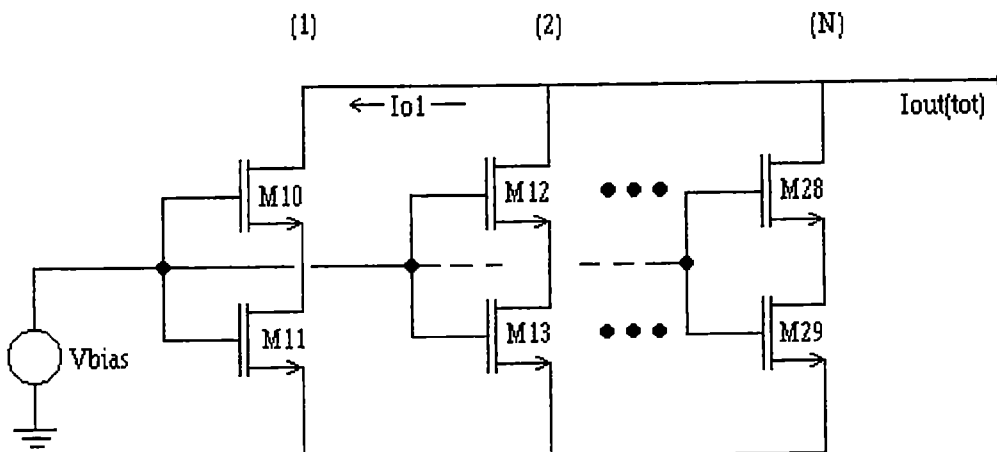 (1) (2) (N)
Io1 Iout(tot)
M10 M12 M28
M11 M13 M29
Vbias